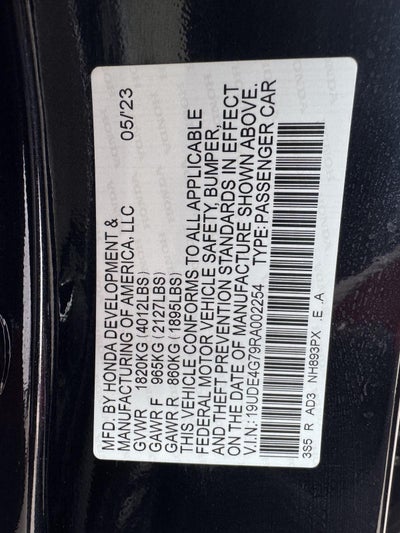 MFD. BY HONDA DEVELOPMENT &
MANUFACTURING OF AMERICA, LLC 05/23
GVWR 1820KG (4012LBS)
GAWR F 965KG (2127LBS)
GAWR R 860KG (1895LBS)
THIS VEHICLE CONFORMS TO ALL APPLICABLE
FEDERAL MOTOR VEHICLE SAFETY, BUMPER,
AND THEFT PREVENTION STANDARDS IN EFFECT
ON THE DATE OF MANUFACTURE SHOWN ABOVE.
V.I.N.: 19UDE4G79RA002254 TYPE: PASSENGER CAR
3S5 R AD3 NH893PX .E .A